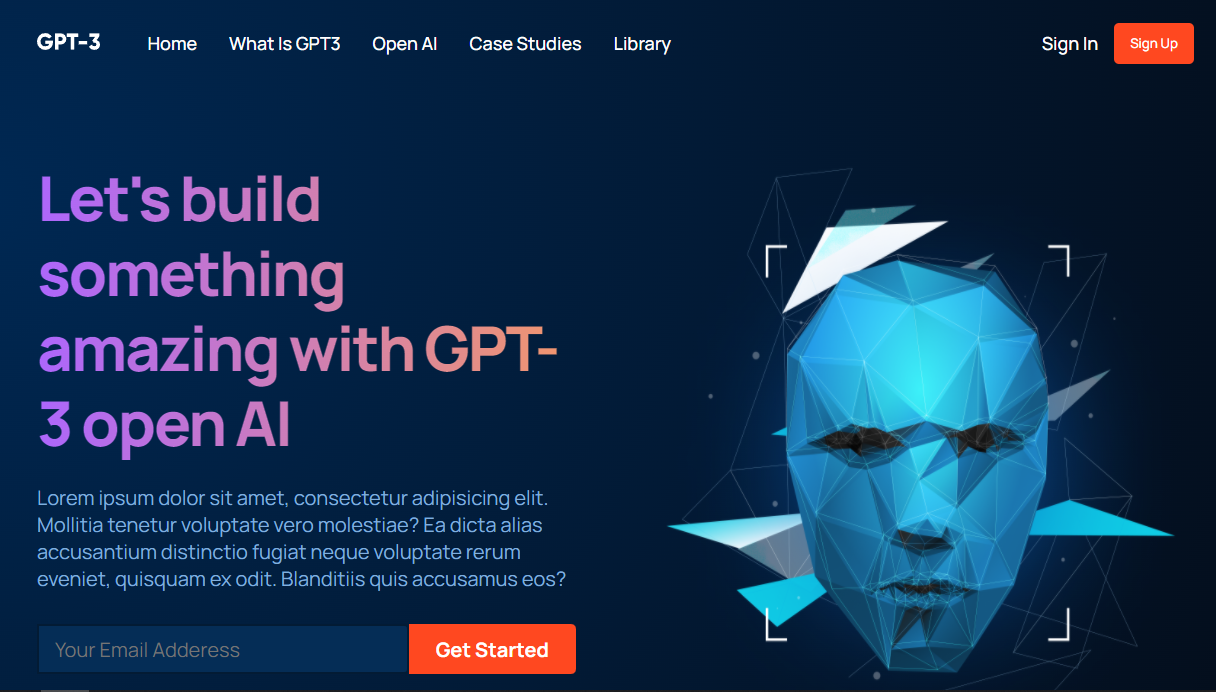 GPT-3 Home What Is GPT3 Open AI Case Studies Library Sign In Sign Up
Let's build
something
amazing with GPT-
3 open AI
Lorem ipsum dolor sit amet, consectetur adipisicing elit.
Mollitia tenetur voluptate vero molestiae? Ea dicta alias
accusantium distinctio fugiat neque voluptate rerum
eveniet, quisquam ex odit. Blanditiis quis accusamus eos?
Your Email Adderess Get Started